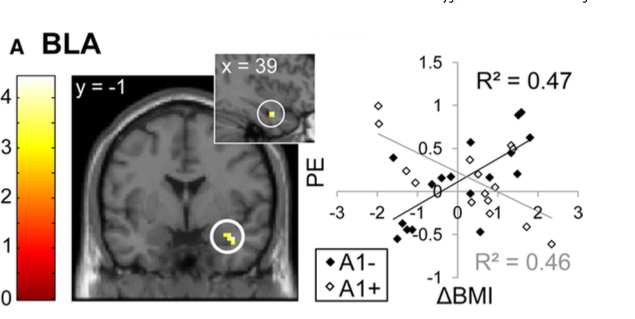 A BLA
4
3
2
1
0
y = -1
x = 39
PE
1.5
1
0.5
0
-0.5
-1
-3 -2 -1 0 1 2 3
R² = 0.47
R² = 0.46
◆ A1-
◇ A1+
ΔBMI